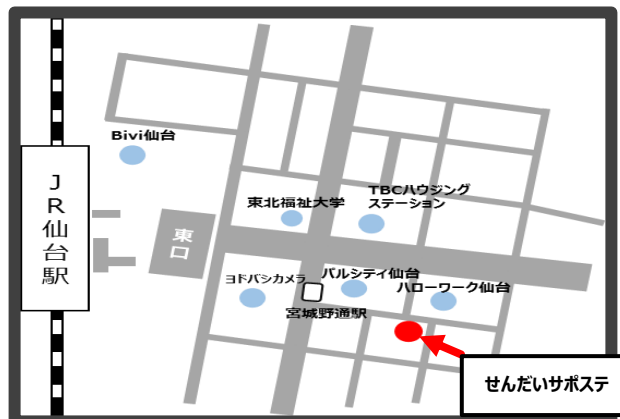 Bivi仙台
JR仙台駅
東口
東北福祉大学
TBCハウジング
ステーション
ヨドバシカメラ
パルシティ仙台
ハローワーク仙台
宮城野通駅
せんだいサポステ